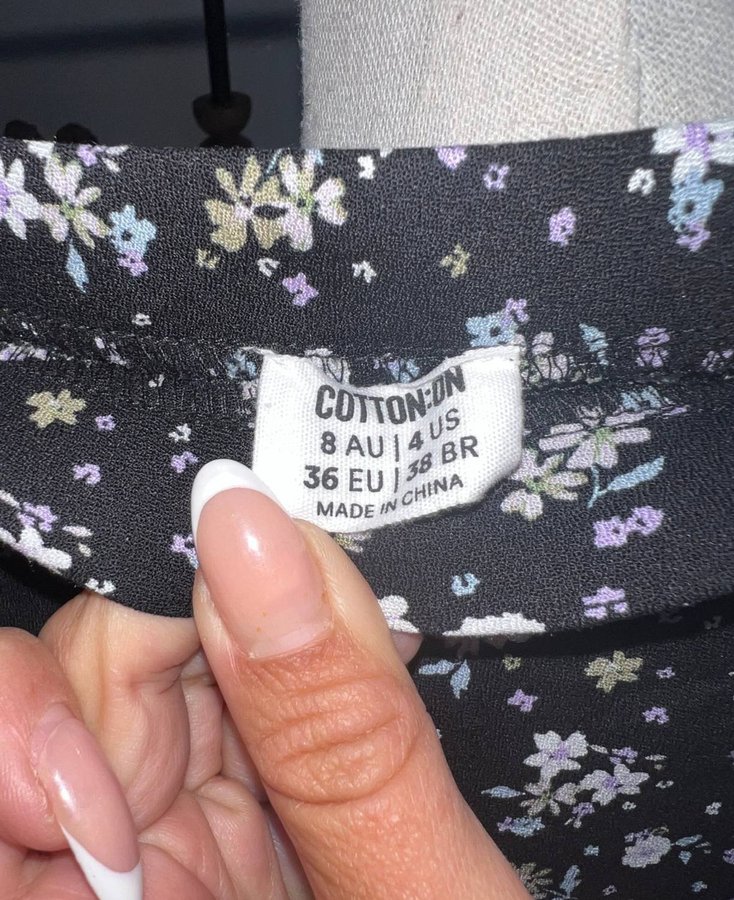 COTTON:ON
8 AU | 4 US
36 EU | 38 BR
MADE IN CHINA